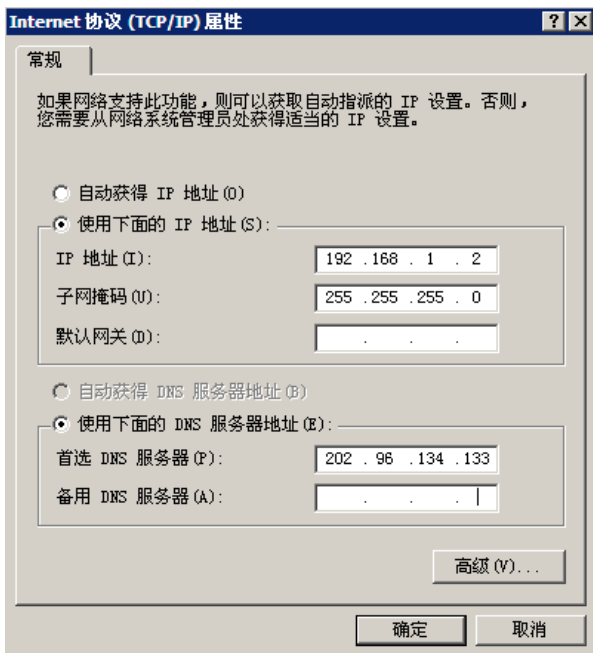 Internet 协议 (TCP/IP) 属性
常规
如果网络支持此功能，则可以获取自动指派的 IP 设置。否则，
您需要从网络系统管理员处获得适当的 IP 设置。
自动获得 IP 地址(O)
使用下面的 IP 地址(S):
IP 地址(I): 192 .168 . 1 . 2
子网掩码(U): 255 .255 .255 . 0
默认网关(D): . . .
自动获得 DNS 服务器地址(B)
使用下面的 DNS 服务器地址(E):
首选 DNS 服务器(P): 202 . 96 .134 .133
备用 DNS 服务器(A): . . .
高级(V)...
确定 取消